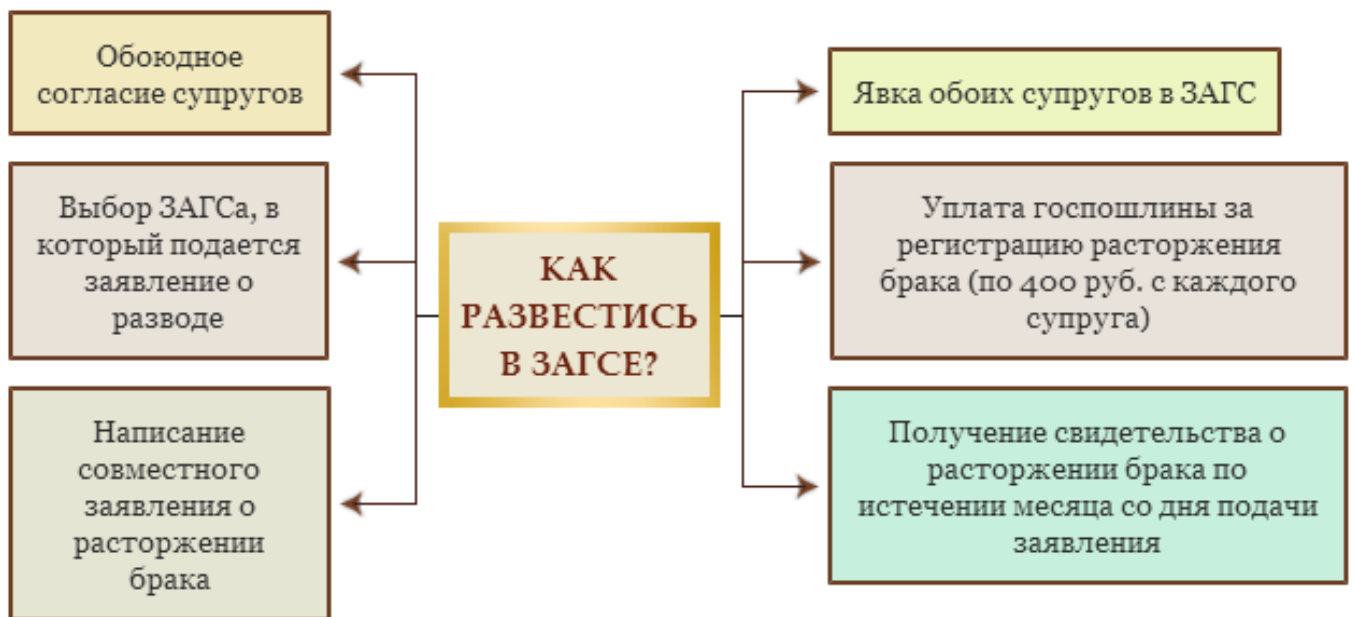 Обоюдное
согласие супругов
Выбор ЗАГСа, в
который подается
заявление о
разводе
Написание
совместного
заявления о
расторжении
брака
КАК
РАЗВЕСТИСЬ
В ЗАГСЕ?
Явка обоих супругов в ЗАГС
Уплата госпошлины за
регистрацию расторжения
брака (по 400 руб. с каждого
супруга)
Получение свидетельства о
расторжении брака по
истечении месяца со дня подачи
заявления